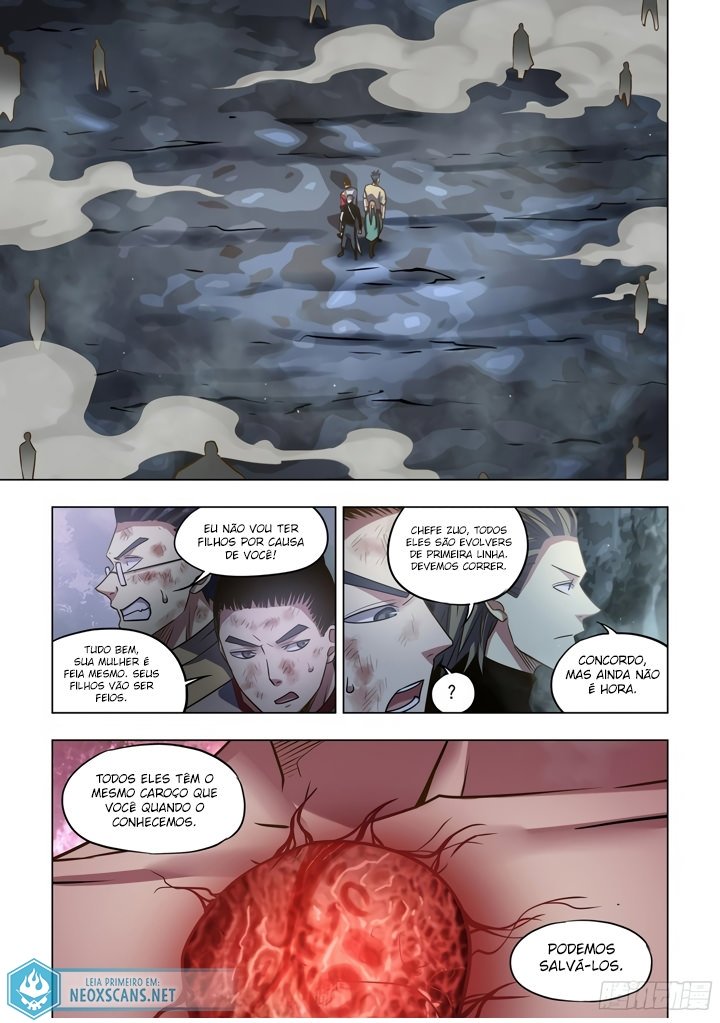 EU NÃO VOU TER
FILHOS POR CAUSA
DE VOCÊ!
TUDO BEM,
SUA MULHER É
FEIA MESMO. SEUS
FILHOS VÃO SER
FEIOS.
CHEFE ZUO, TODOS
ELES SÃO EVOLVERS
DE PRIMEIRA LINHA.
DEVEMOS CORRER.
?
CONCORDO,
MAS AINDA NÃO
É HORA.
TODOS ELES TÊM O
MESMO CAROÇO QUE
VOCÊ QUANDO O
CONHECEMOS.
PODEMOS
SALVÃ-LOS.
LEIA PRIMEIRO EM:
NEOXSCANS.NET